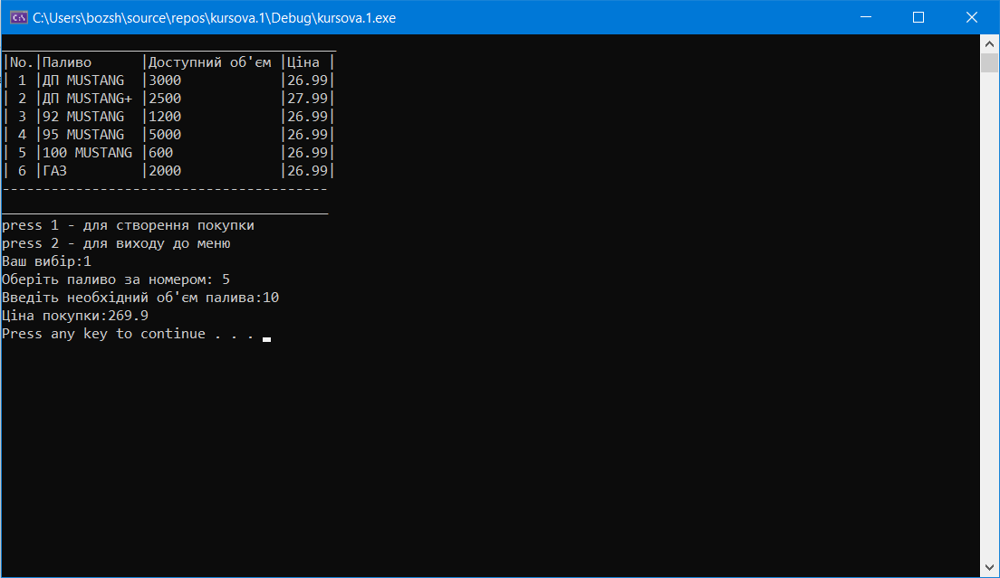 C:\Users\bozsh\source\repos\kursova.1\Debug\kursova.1.exe
|No.|Паливо |Доступний об'єм |Ціна |
| 1 |ДП MUSTANG |3000 |26.99|
| 2 |ДП MUSTANG+ |2500 |27.99|
| 3 |92 MUSTANG |1200 |26.99|
| 4 |95 MUSTANG |5000 |26.99|
| 5 |100 MUSTANG |600 |26.99|
| 6 |ГАЗ |2000 |26.99|
----------------------------------------
________________________________________
press 1 - для створення покупки
press 2 - для виходу до меню
Ваш вибір:1
Оберіть паливо за номером: 5
Введіть необхідний об'єм палива:10
Ціна покупки:269.9
Press any key to continue . . .